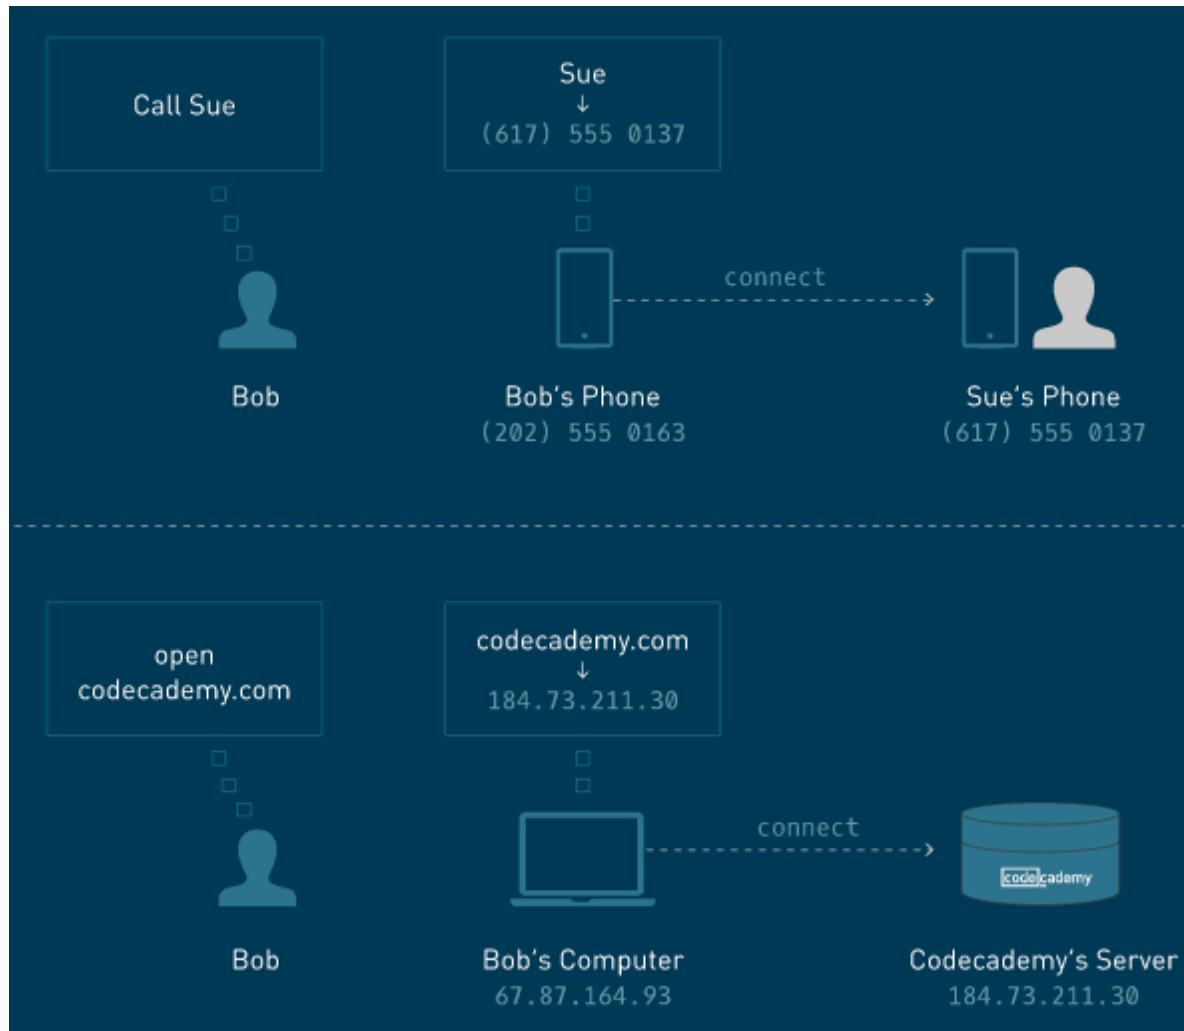 Call Sue
Sue
↓
(617) 555 0137
connect
Bob
Bob's Phone
(202) 555 0163
Sue's Phone
(617) 555 0137
open
codecademy.com
codecademy.com
↓
184.73.211.30
connect
codecademy
Bob
Bob's Computer
67.87.164.93
Codecademy's Server
184.73.211.30